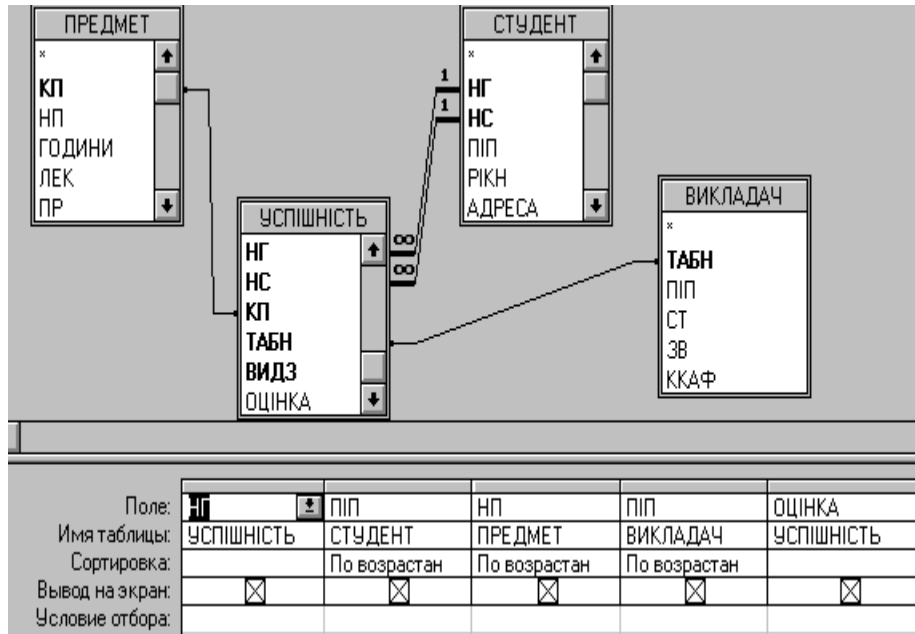 ПРЕДМЕТ
*
КП
НП
ГОДИНИ
ЛЕК
ПР
СТУДЕНТ
*
1 НГ
1 НС
ПІП
РІКН
АДРЕСА
УСПІШНІСТЬ
НГ ∞
НС ∞
КП
ТАБН
ВИДЗ
ОЦІНКА
ВИКЛАДАЧ
*
ТАБН
ПІП
СТ
ЗВ
ККАФ
Поле: НГ ПІП НП ПІП ОЦІНКА
Имя таблицы: УСПІШНІСТЬ СТУДЕНТ ПРЕДМЕТ ВИКЛАДАЧ УСПІШНІСТЬ
Сортировка: По возрастан По возрастан По возрастан
Вывод на экран:
Условие отбора: